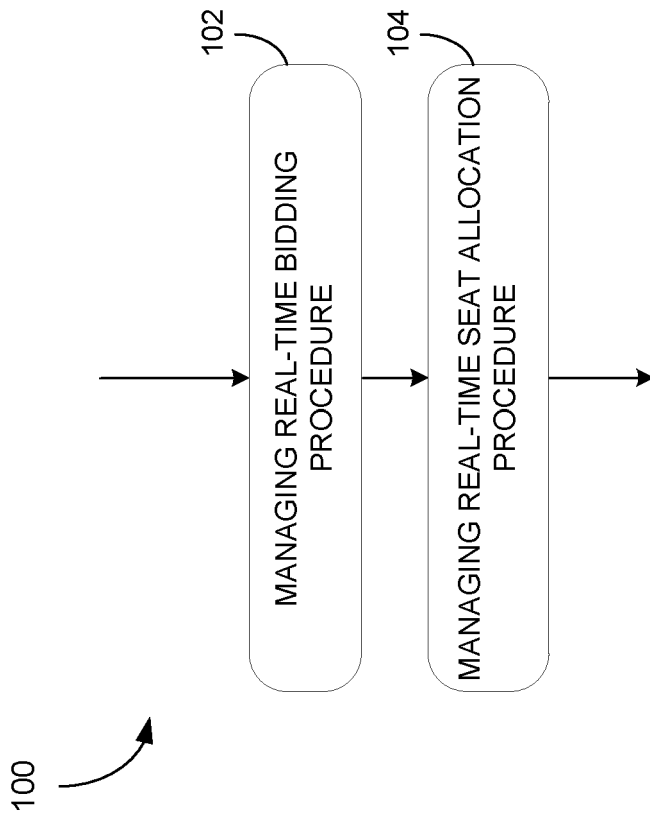 100
102
MANAGING REAL-TIME BIDDING
PROCEDURE
104
MANAGING REAL-TIME SEAT ALLOCATION
PROCEDURE